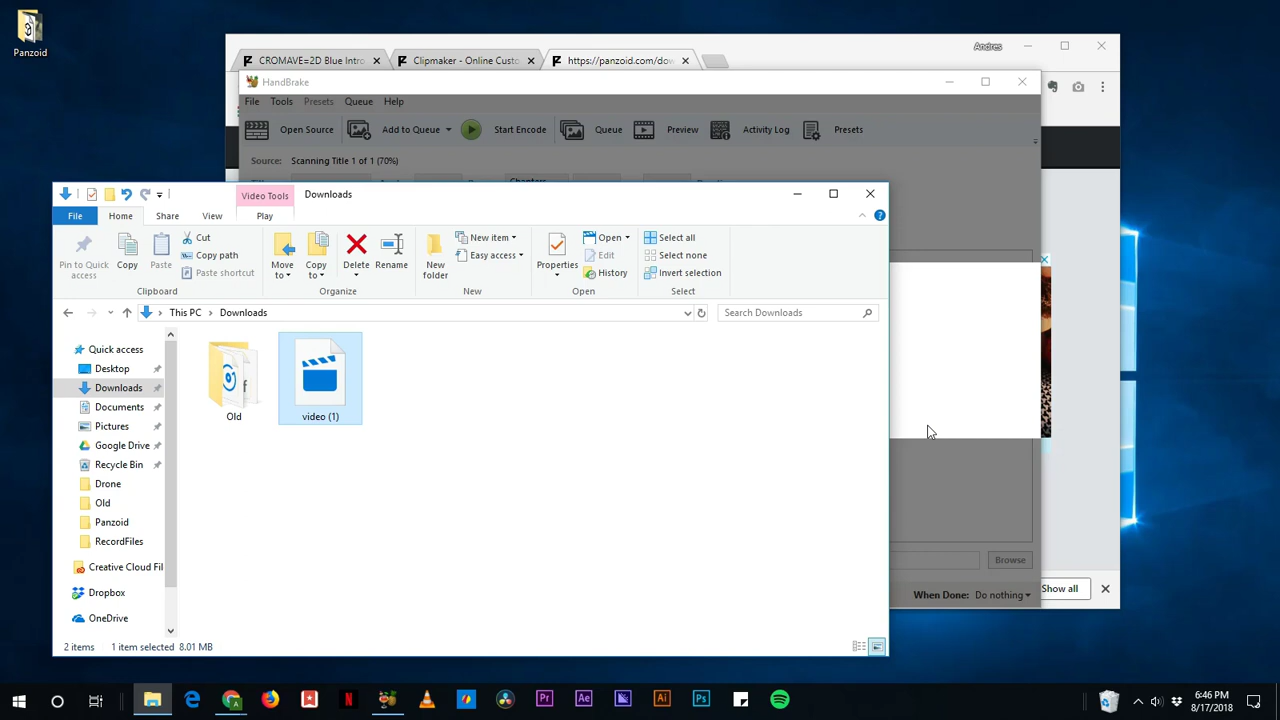 Panzoid
Andres
CROMAVE=2D Blue Intro
Clipmaker - Online Custo
https://panzoid.com/dow
HandBrake
File Tools Presets Queue Help
Open Source Add to Queue Start Encode Queue Preview Activity Log Presets
Source: Scanning Title 1 of 1 (70%)
Video Tools Downloads
File Home Share View Play
Pin to Quick access
Copy
Paste
Cut
Copy path
Paste shortcut
Clipboard
Move to
Copy to
Delete
Rename
Organize
New folder
New item
Easy access
New
Properties
Open
Edit
History
Open
Select all
Select none
Invert selection
Select
This PC > Downloads
Search Downloads
Quick access
Desktop
Downloads
Documents
Pictures
Google Drive
Recycle Bin
Drone
Old
Panzoid
RecordFiles
Creative Cloud Fil
Dropbox
OneDrive
Old
video (1)
2 items 1 item selected 8.01 MB
Browse
When Done: Do nothing
Show all
Pr Ae Ai Ps
6:46 PM
8/17/2018